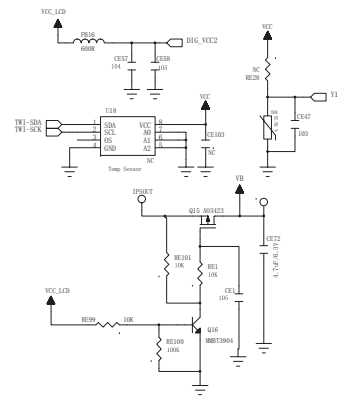 VCC_LCD
FB16
600R
DIG_VCC2
CE57
104
CE58
105
VCC
NC
RE28
Y1
CE47
103
U18
VCC
TWI-SDA
TWI-SCK
1 SDA VCC 8
2 SCL A0 7
3 OS A1 6
4 GND A2 5
CE103
NC
NC
Temp Sensor
IPSOUT
Q15 AO3423
VB
RE101
10K
RE1
10K
CE1
105
CE72
4.7uF/6.3V
VCC_LCD
RE99 10K
Q16
MMBT3904
RE100
100K